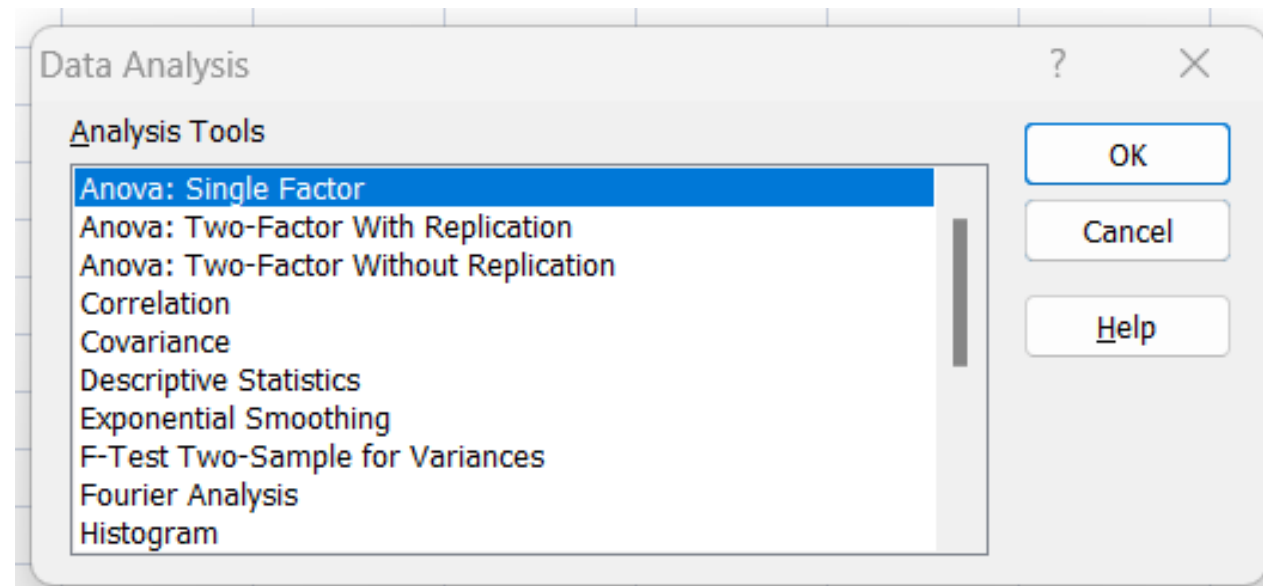 Data Analysis ?
Analysis Tools
OK
Anova: Single Factor
Anova: Two-Factor With Replication
Cancel
Anova: Two-Factor Without Replication
Correlation
Help
Covariance
Descriptive Statistics
Exponential Smoothing
F-Test Two-Sample for Variances
Fourier Analysis
Histogram